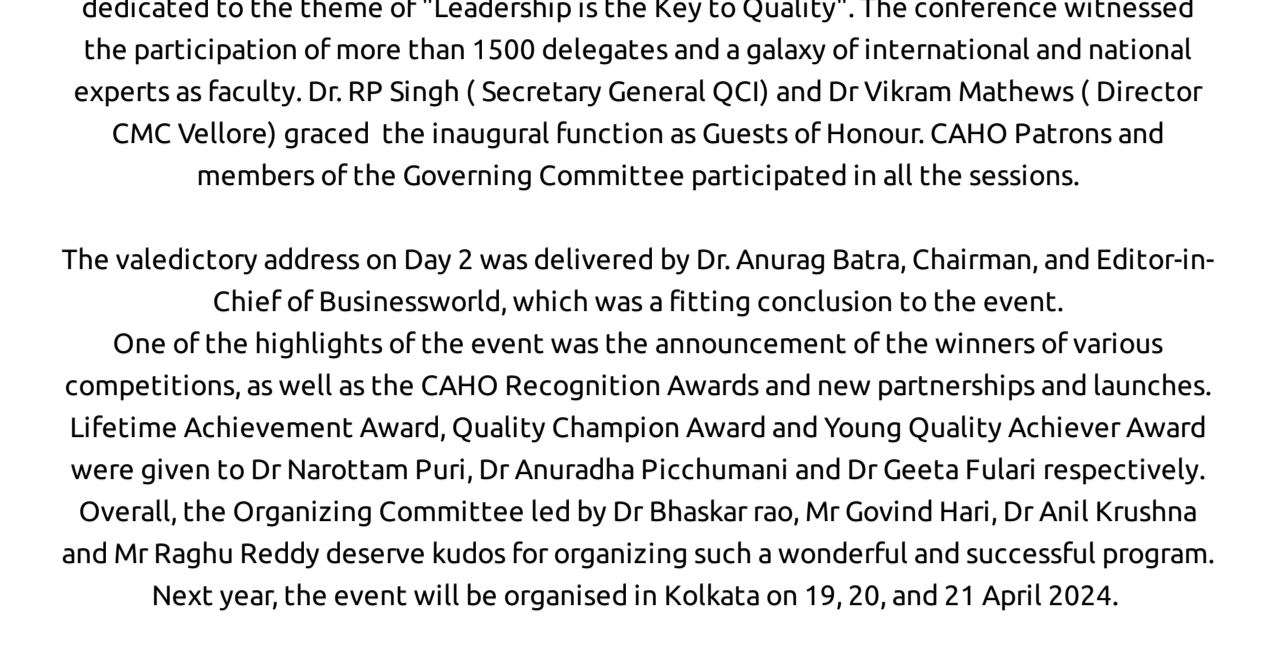 dedicated to the theme of "Leadership is the Key to Quality". The conference witnessed
the participation of more than 1500 delegates and a galaxy of international and national
experts as faculty. Dr. RP Singh ( Secretary General QCI) and Dr Vikram Mathews ( Director
CMC Vellore) graced  the inaugural function as Guests of Honour. CAHO Patrons and
members of the Governing Committee participated in all the sessions.
The valedictory address on Day 2 was delivered by Dr. Anurag Batra, Chairman, and Editor-in-
Chief of Businessworld, which was a fitting conclusion to the event.
One of the highlights of the event was the announcement of the winners of various
competitions, as well as the CAHO Recognition Awards and new partnerships and launches.
Lifetime Achievement Award, Quality Champion Award and Young Quality Achiever Award
were given to Dr Narottam Puri, Dr Anuradha Picchumani and Dr Geeta Fulari respectively.
Overall, the Organizing Committee led by Dr Bhaskar rao, Mr Govind Hari, Dr Anil Krushna
and Mr Raghu Reddy deserve kudos for organizing such a wonderful and successful program.
Next year, the event will be organised in Kolkata on 19, 20, and 21 April 2024.